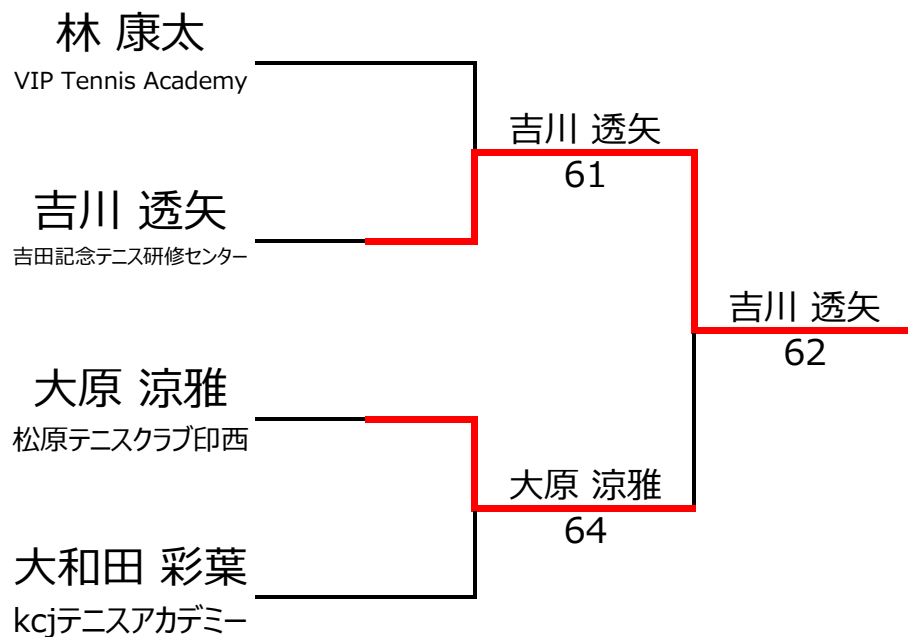 林 康太
VIP Tennis Academy
吉川 透矢
61
吉川 透矢
吉田記念テニス研修センター
吉川 透矢
62
大原 涼雅
松原テニスクラブ印西
大原 涼雅
64
大和田 彩葉
kcjテニスアカデミー